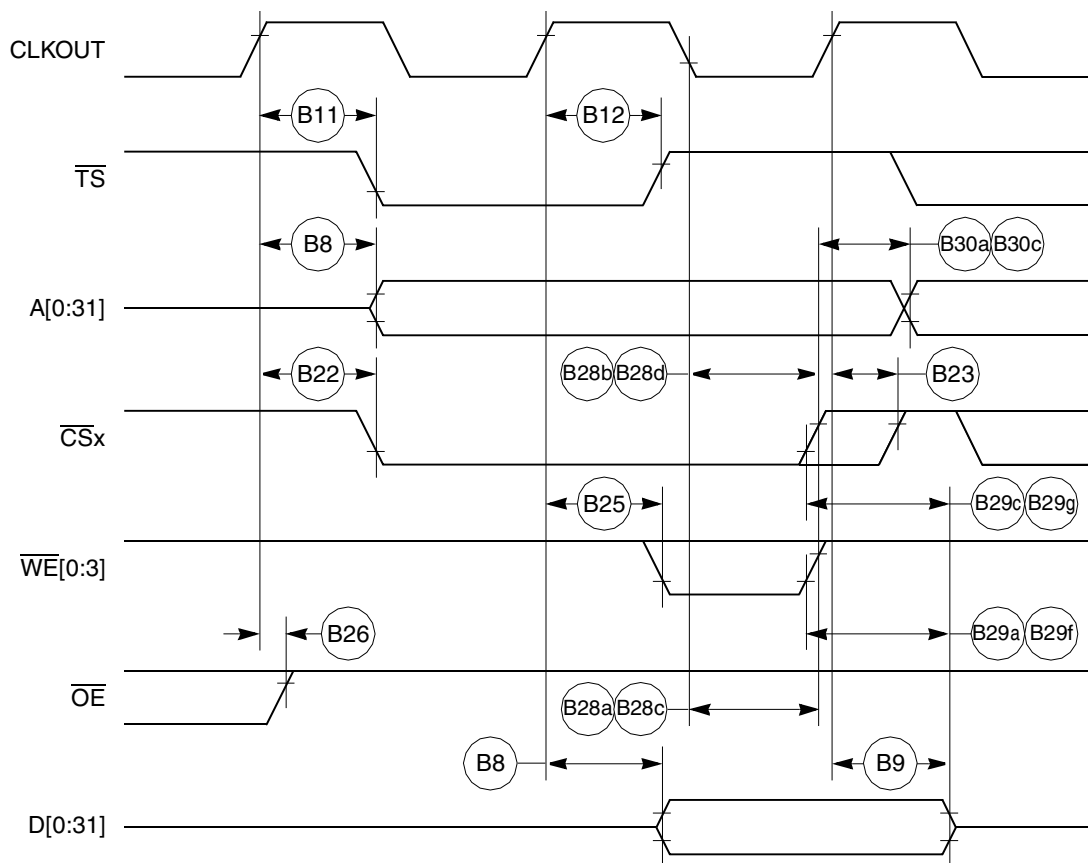 CLKOUT
B11 B12
TS
B8 B30a B30c
A[0:31]
B22 B28b B28d B23
CSx
B25 B29c B29g
WE[0:3]
B26 B29a B29f
OE
B28a B28c
B8 B9
D[0:31]